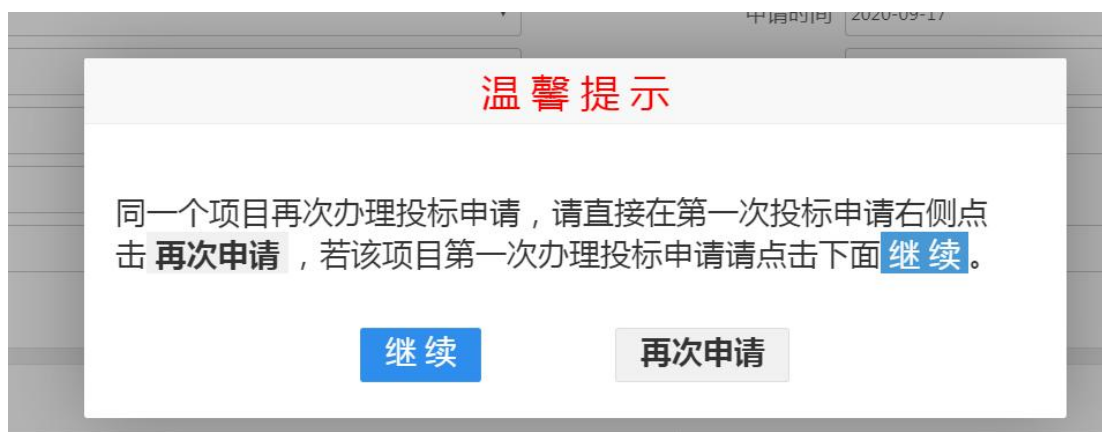 申请时间 2020-09-17
温馨提示
同一个项目再次办理投标申请，请直接在第一次投标申请右侧点
击 再次申请 ，若该项目第一次办理投标申请请点击下面 继 续 。
继 续 再次申请